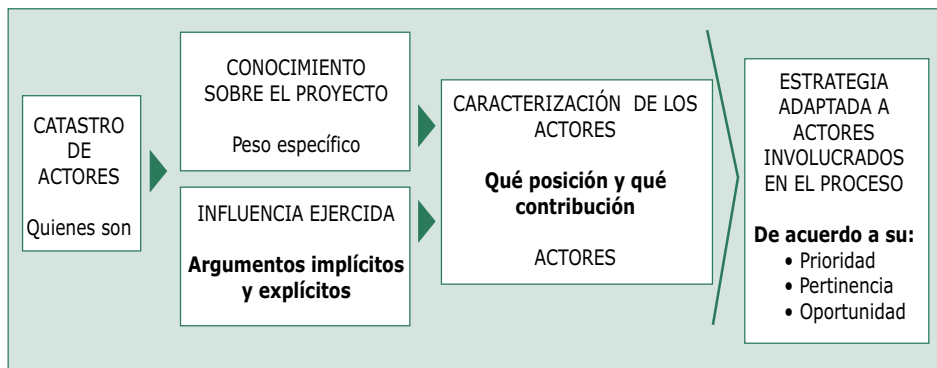 CATASTRO
DE
ACTORES
Quienes son
CONOCIMIENTO
SOBRE EL PROYECTO
Peso específico
INFLUENCIA EJERCIDA
Argumentos implícitos
y explícitos
CARACTERIZACIÓN DE LOS
ACTORES
Qué posición y qué
contribución
ACTORES
ESTRATEGIA
ADAPTADA A
ACTORES
INVOLUCRADOS
EN EL PROCESO
De acuerdo a su:
• Prioridad
• Pertinencia
• Oportunidad